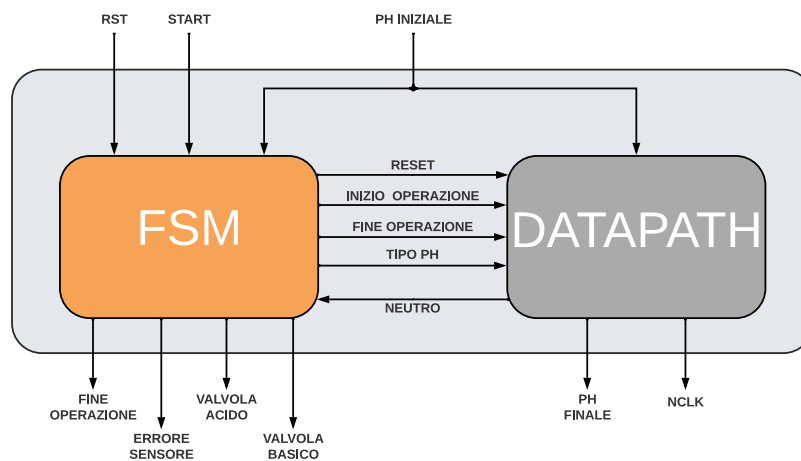 RST
START
PH INIZIALE
FSM
RESET
INIZIO OPERAZIONE
FINE OPERAZIONE
TIPO PH
NEUTRO
DATAPATH
FINE
OPERAZIONE
ERRORE
SENSORE
VALVOLA
ACIDO
VALVOLA
BASICO
PH
FINALE
NCLK